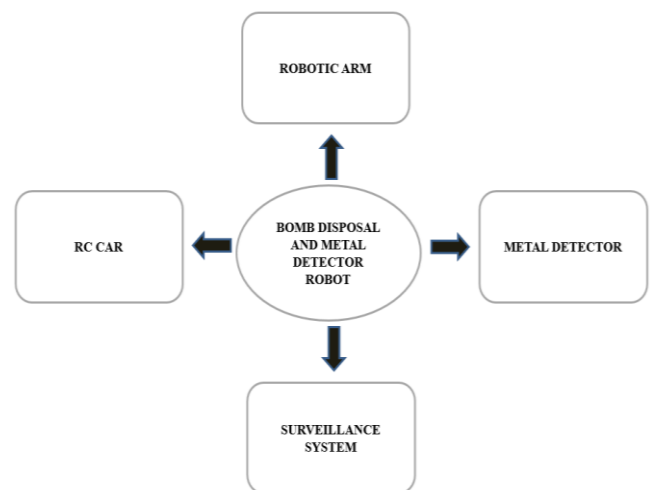 ROBOTIC ARM
RC CAR
BOMB DISPOSAL
AND METAL
DETECTOR
ROBOT
METAL DETECTOR
SURVEILLANCE
SYSTEM